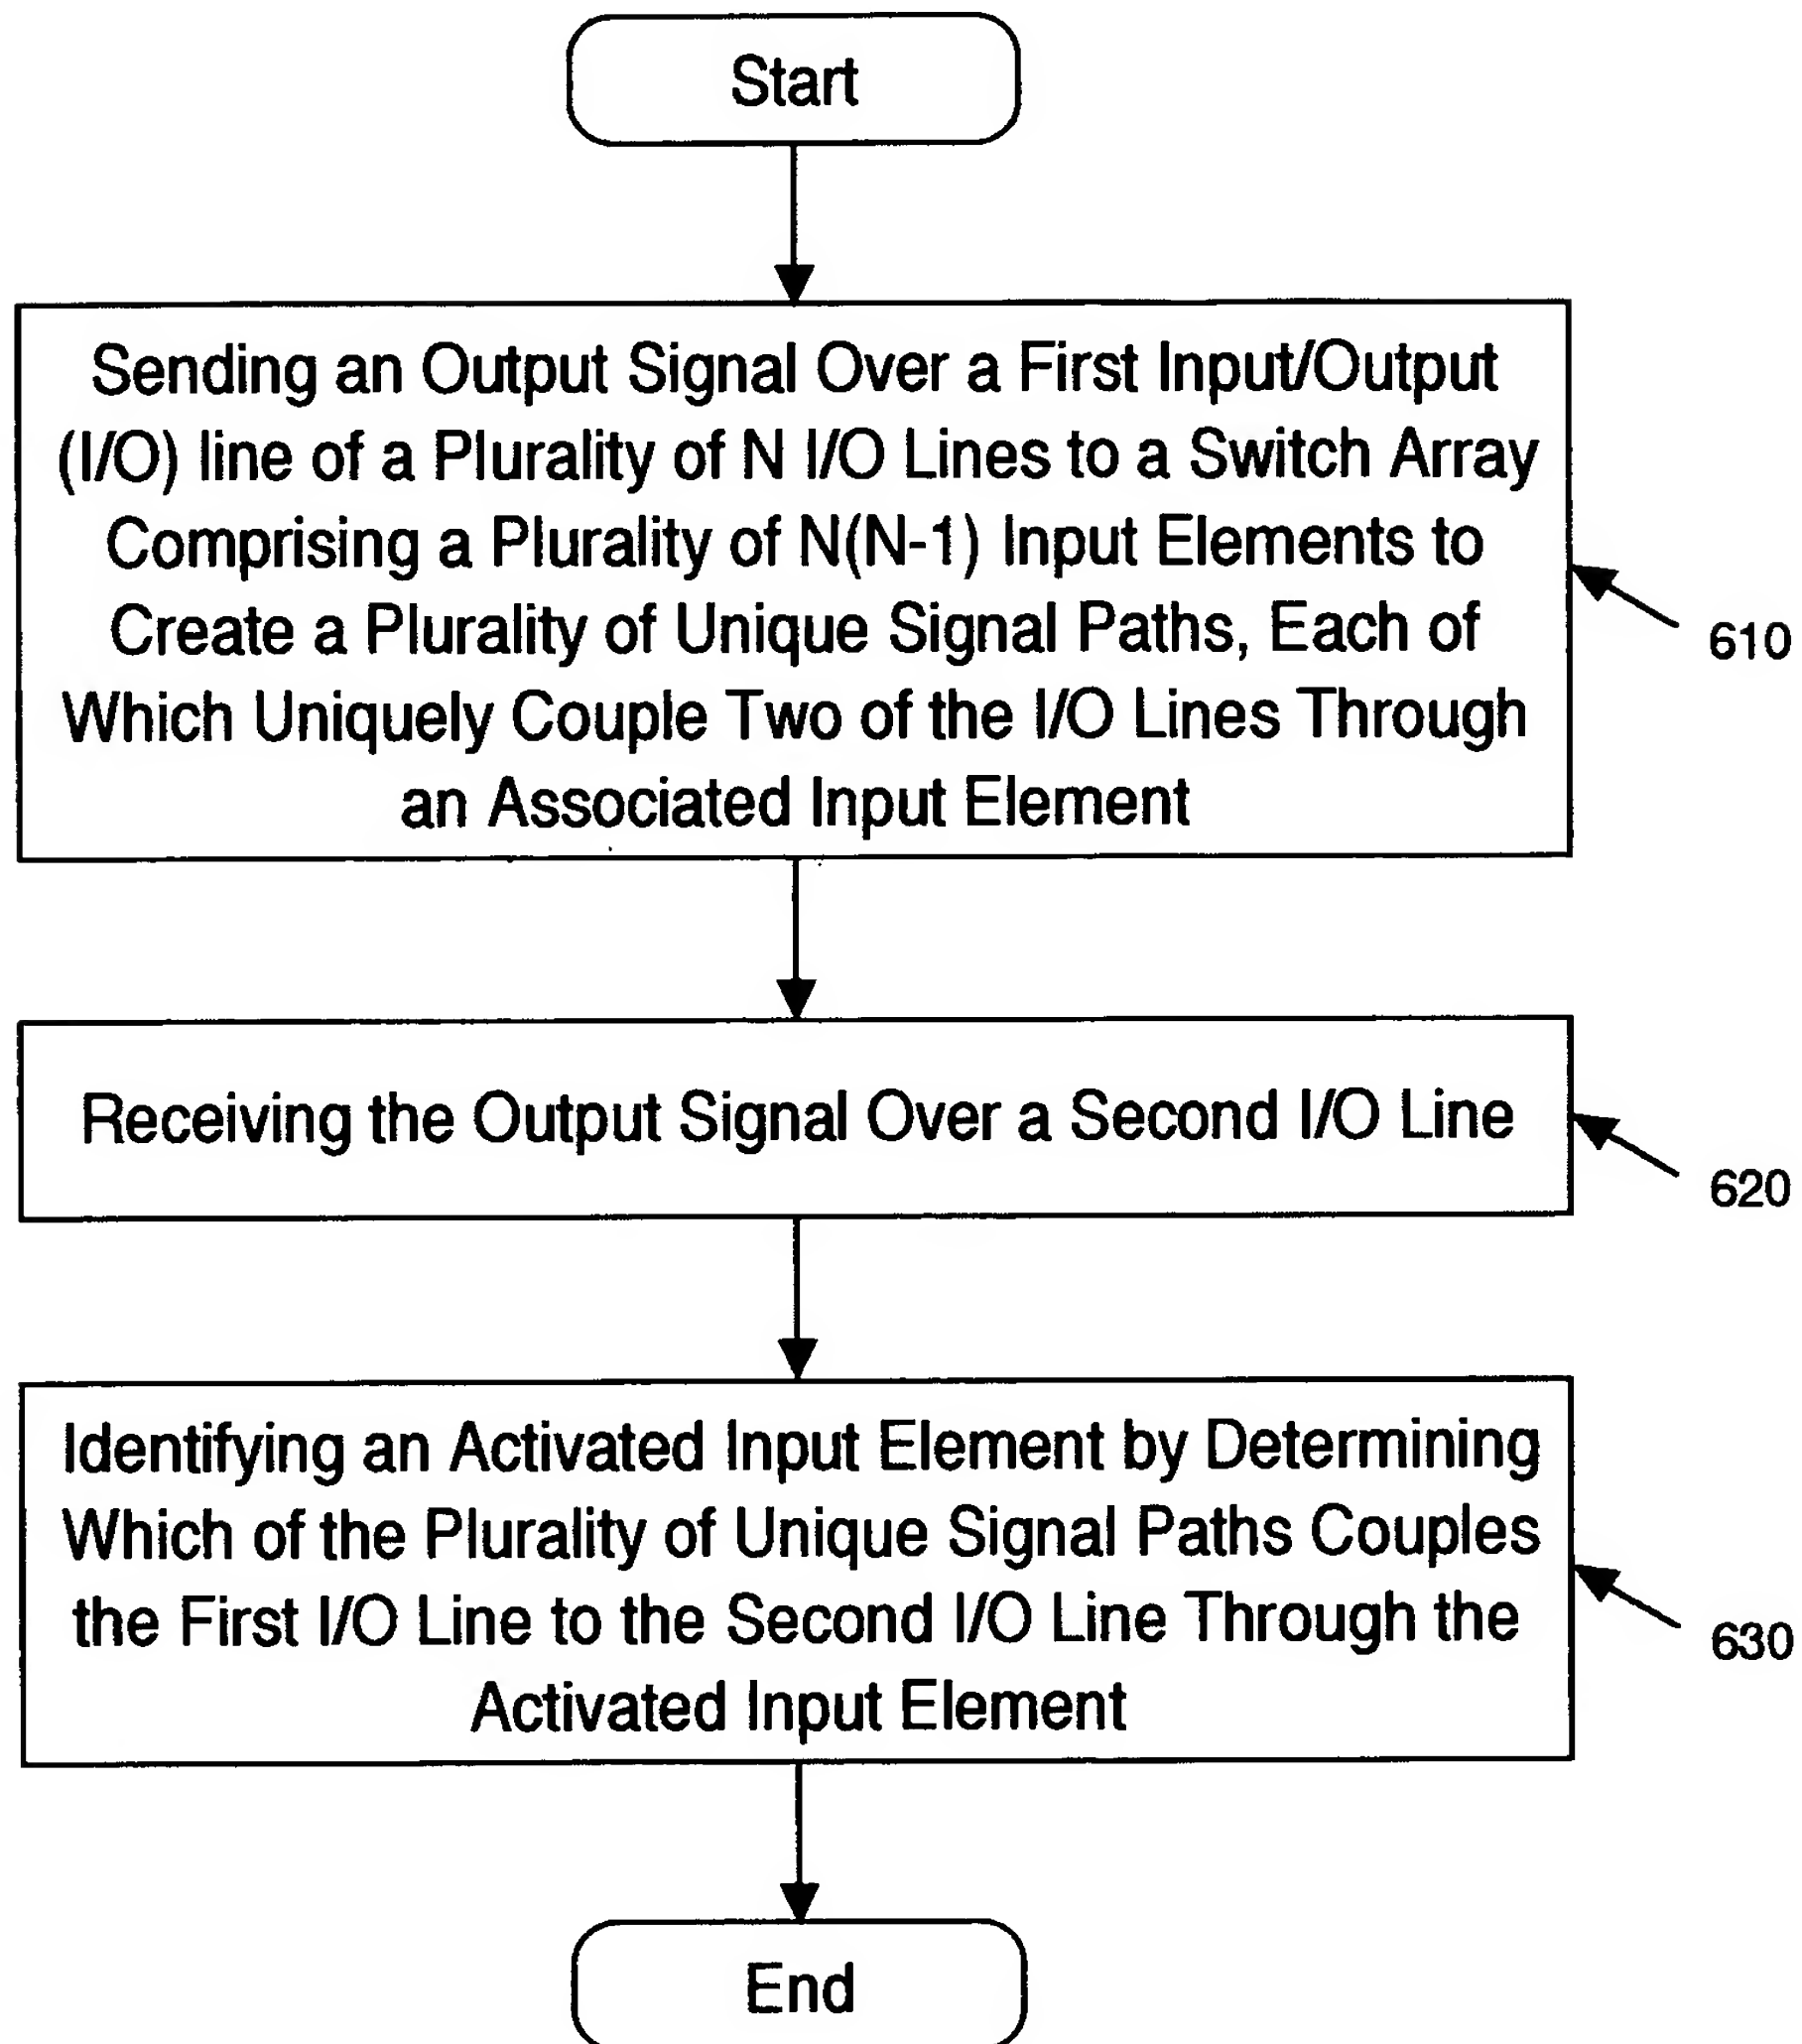 Start
Sending an Output Signal Over a First Input/Output
(I/O) line of a Plurality of N I/O Lines to a Switch Array
Comprising a Plurality of N(N-1) Input Elements to
Create a Plurality of Unique Signal Paths, Each of
Which Uniquely Couple Two of the I/O Lines Through
an Associated Input Element
610
Receiving the Output Signal Over a Second I/O Line
620
Identifying an Activated Input Element by Determining
Which of the Plurality of Unique Signal Paths Couples
the First I/O Line to the Second I/O Line Through the
Activated Input Element
630
End